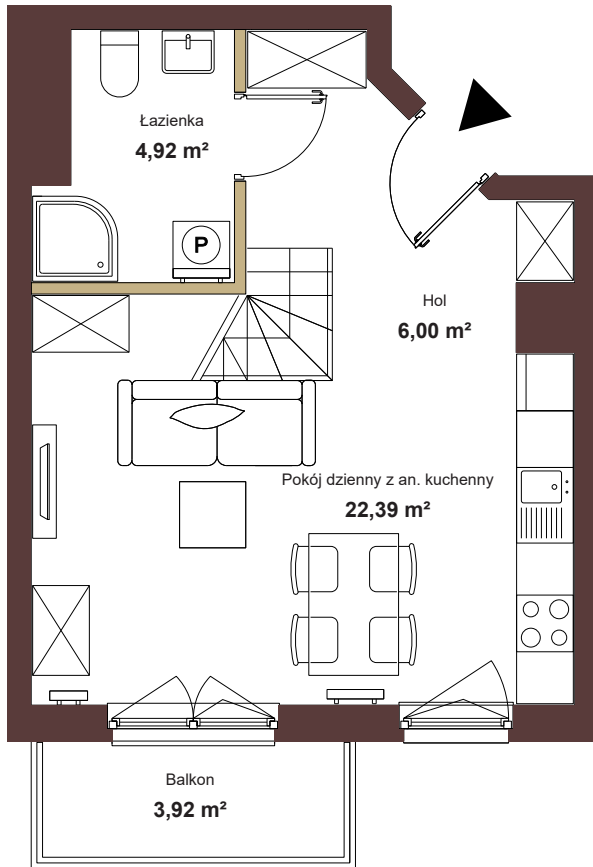 Łazienka
4,92 m²
P
Hol
6,00 m²
Pokój dzienny z an. kuchenny
22,39 m²
Balkon
3,92 m²